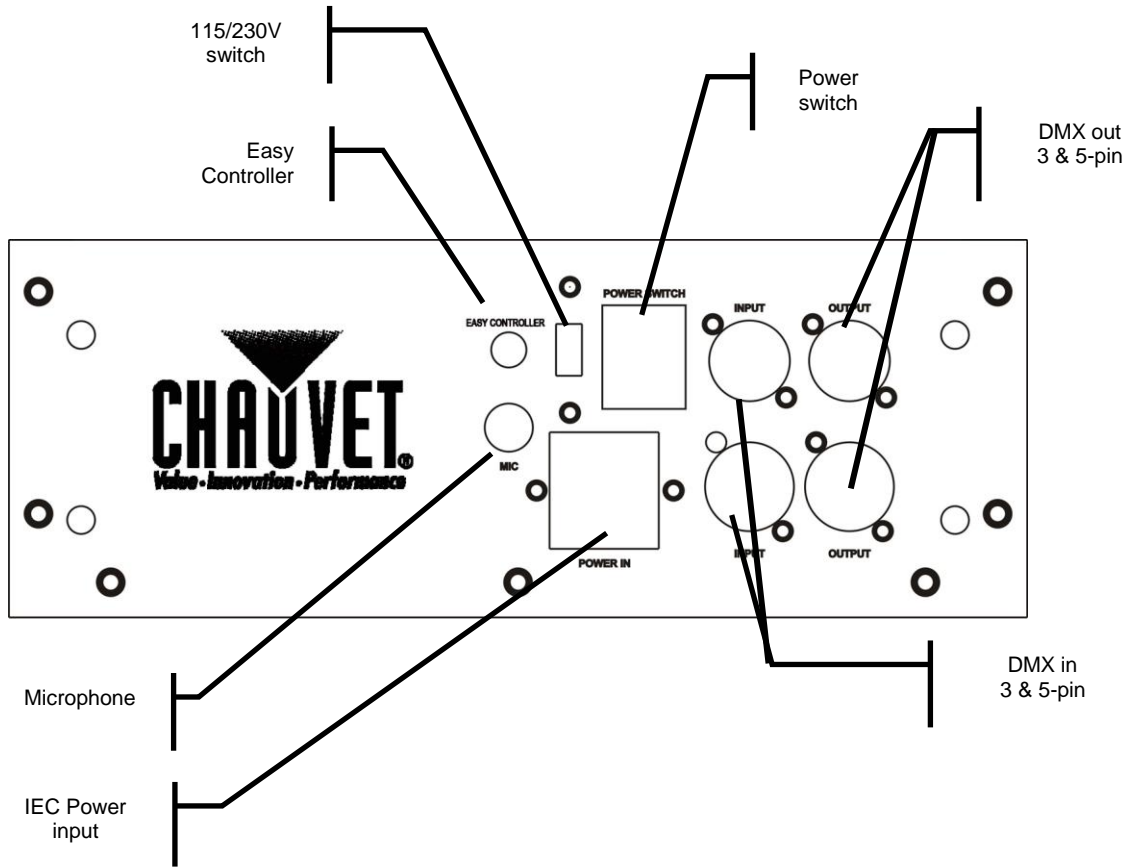 115/230V
switch
Power
switch
DMX out
3 & 5-pin
Easy
Controller
POWER SWITCH
INPUT
OUTPUT
EASY CONTROLLER
CHAUVET®
Value • Innovation • Performance
MIC
INPUT
OUTPUT
POWER IN
Microphone
DMX in
3 & 5-pin
IEC Power
input